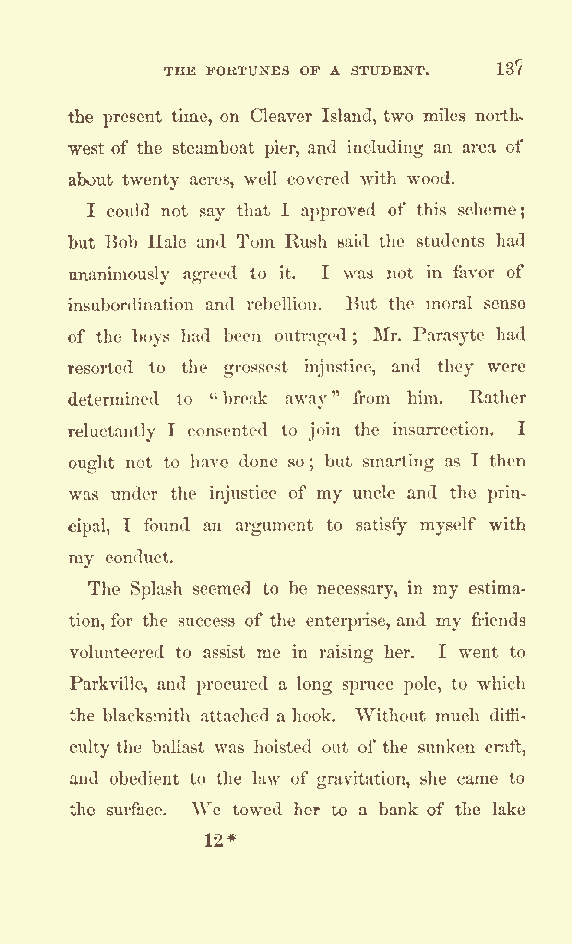 THE FORTUNES OF A STUDENT. 137
the present time, on Cleaver Island, two miles north-
west of the steamboat pier, and including an area of
about twenty acres, well covered with wood.
I could not say that I approved of this scheme;
but Bob Hale and Tom Rush said the students had
unanimously agreed to it. I was not in favor of
insubordination and rebellion. But the moral sense
of the boys had been outraged; Mr. Parasyte had
resorted to the grossest injustice, and they were
determined to "break away" from him. Rather
reluctantly I consented to join the insurrection. I
ought not to have done so; but smarting as I then
was under the injustice of my uncle and the prin-
cipal, I found an argument to satisfy myself with
my conduct.
The Splash seemed to be necessary, in my estima-
tion, for the success of the enterprise, and my friends
volunteered to assist me in raising her. I went to
Parkville, and procured a long spruce pole, to which
the blacksmith attached a hook. Without much diffi-
culty the ballast was hoisted out of the sunken craft,
and obedient to the law of gravitation, she came to
the surface. We towed her to a bank of the lake
12*